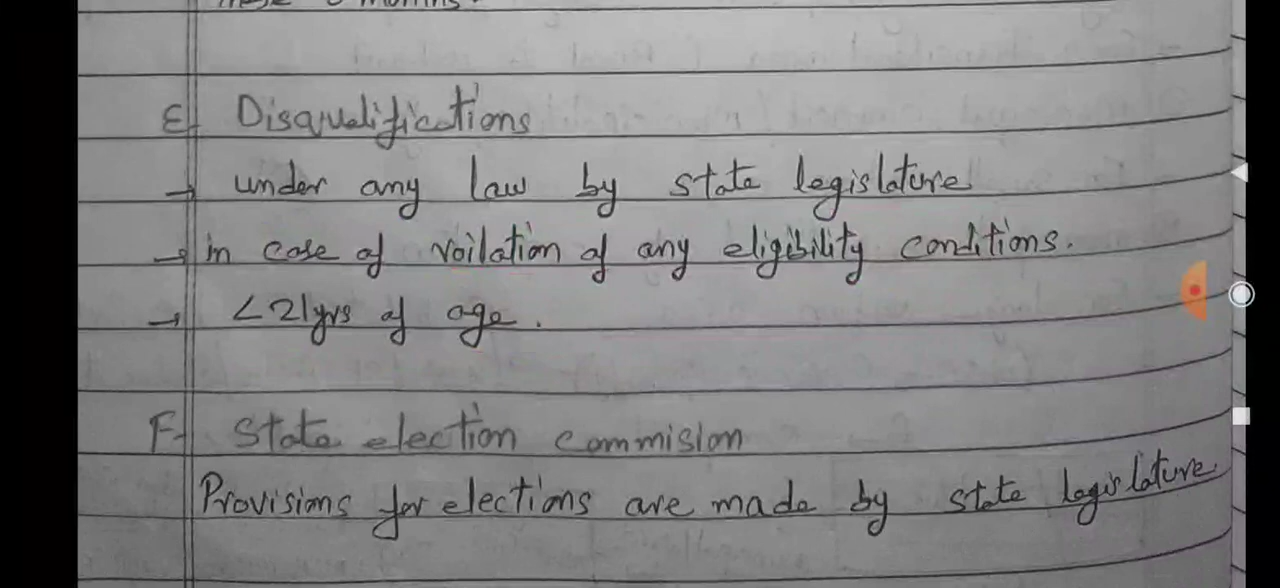 E- Disqualifications
→ under any law by state legislature
→ in case of voilation of any eligibility conditions.
→ <21yrs of age.
F- State election commision
Provisions for elections are made by state legislature.